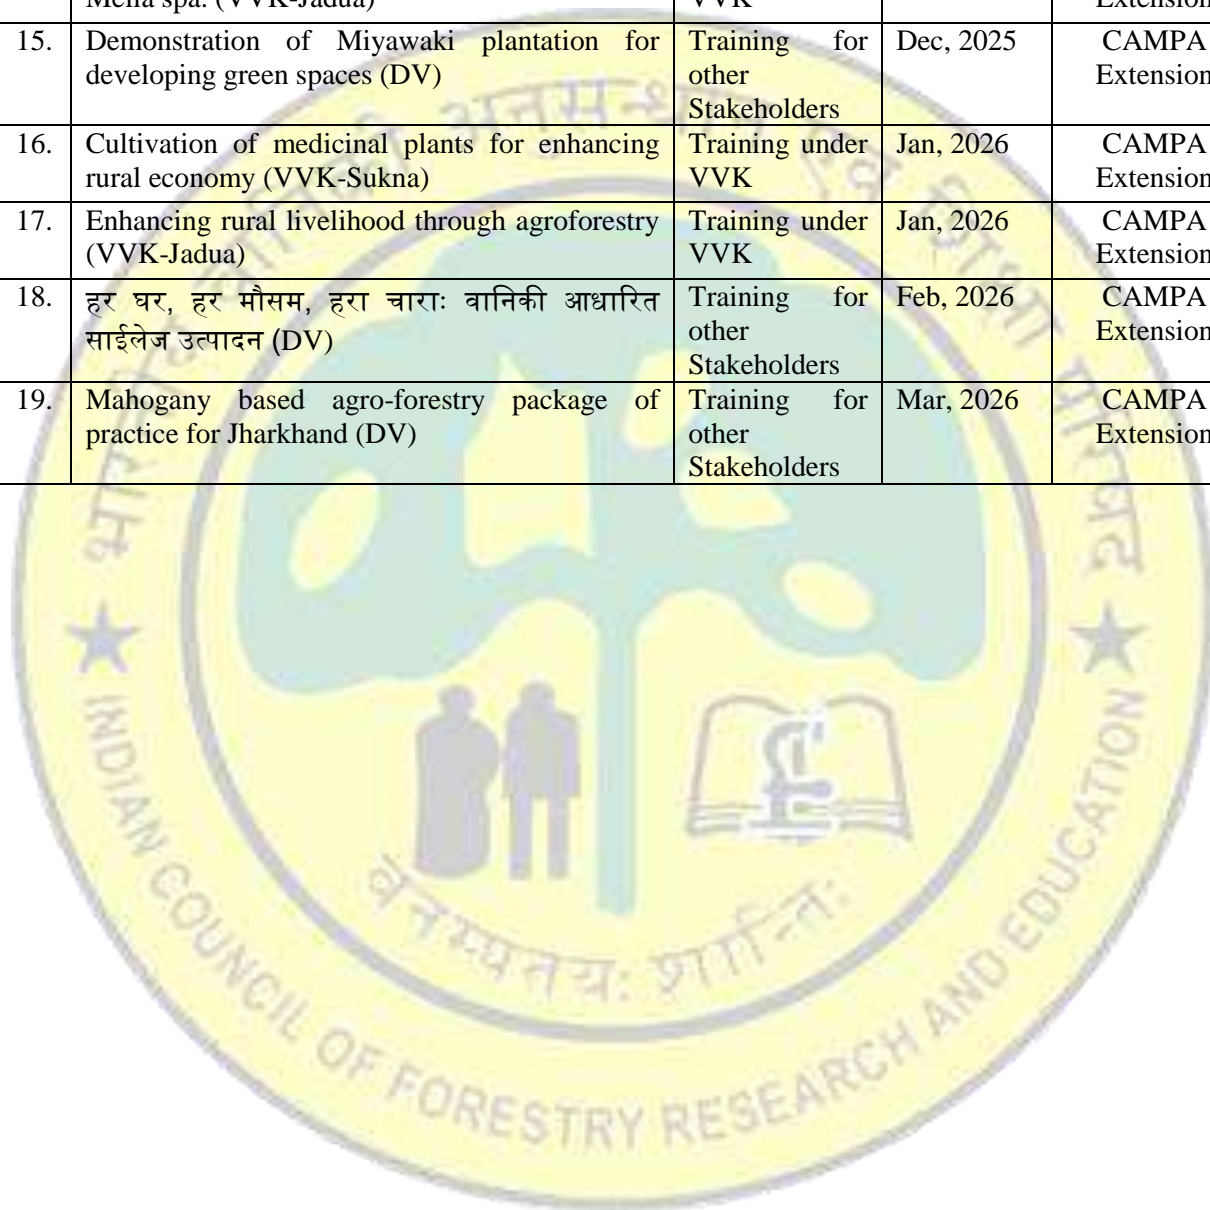 Melia spa. (VVK-Jadua) VVK Extension
15. Demonstration of Miyawaki plantation for Training for Dec, 2025 CAMPA
developing green spaces (DV) other Extension
Stakeholders
16. Cultivation of medicinal plants for enhancing Training under Jan, 2026 CAMPA
rural economy (VVK-Sukna) VVK Extension
17. Enhancing rural livelihood through agroforestry Training under Jan, 2026 CAMPA
(VVK-Jadua) VVK Extension
18. हर घर, हर मौसम, हरा चाराः वानिकी आधारित Training for Feb, 2026 CAMPA
साईलेज उत्पादन (DV) other Extension
Stakeholders
19. Mahogany based agro-forestry package of Training for Mar, 2026 CAMPA
practice for Jharkhand (DV) other Extension
Stakeholders
INDIAN COUNCIL OF FORESTRY RESEARCH AND EDUCATION